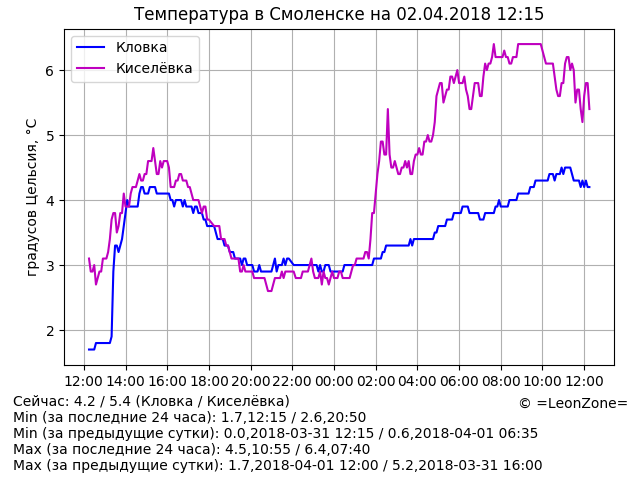 Температура в Смоленске на 02.04.2018 12:15
Кловка
Киселёвка
градусов Цельсия, °C
6
5
4
3
2
12:00 14:00 16:00 18:00 20:00 22:00 00:00 02:00 04:00 06:00 08:00 10:00 12:00
Сейчас: 4.2 / 5.4 (Кловка / Киселёвка)
© =LeonZone=
Min (за последние 24 часа): 1.7,12:15 / 2.6,20:50
Min (за предыдущие сутки): 0.0,2018-03-31 12:15 / 0.6,2018-04-01 06:35
Max (за последние 24 часа): 4.5,10:55 / 6.4,07:40
Max (за предыдущие сутки): 1.7,2018-04-01 12:00 / 5.2,2018-03-31 16:00